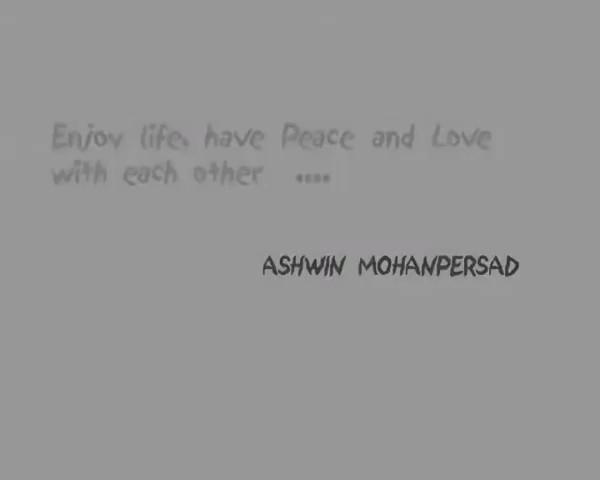 Enjoy life, have Peace and Love
with each other ....
ASHWIN MOHANPERSAD